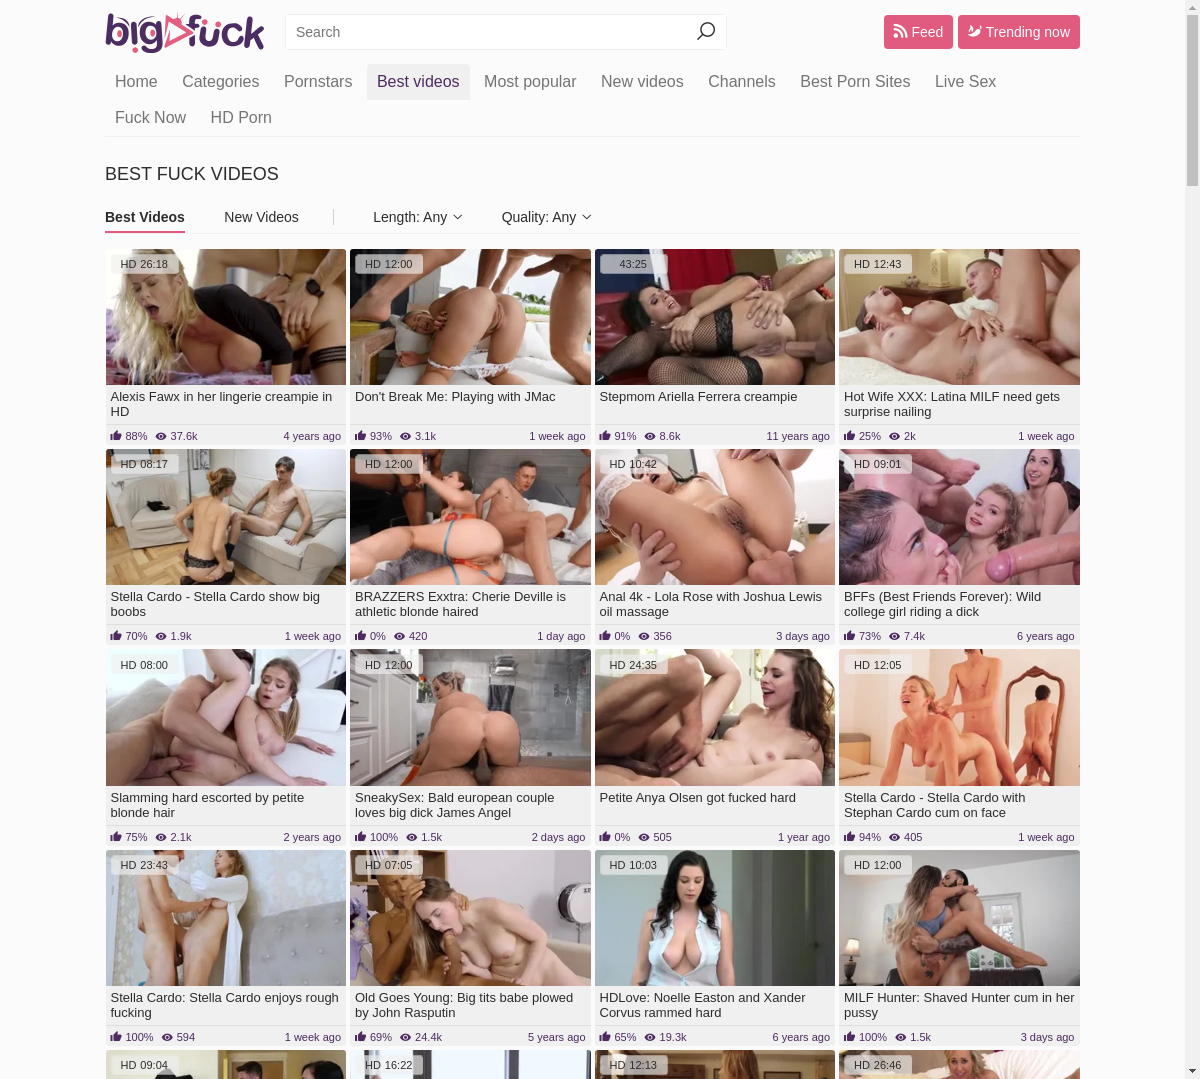 bigfuck
Search
Feed
Trending now
Home
Categories
Pornstars
Best videos
Most popular
New videos
Channels
Best Porn Sites
Live Sex
Fuck Now
HD Porn
BEST FUCK VIDEOS
Best Videos
New Videos
Length: Any
Quality: Any
HD 26:18
HD 12:00
43:25
HD 12:43
Alexis Fawx in her lingerie creampie in
HD
Don't Break Me: Playing with JMac
Stepmom Ariella Ferrera creampie
Hot Wife XXX: Latina MILF need gets
surprise nailing
88% 37.6k 4 years ago
93% 3.1k 1 week ago
91% 8.6k 11 years ago
25% 2k 1 week ago
HD 08:17
HD 12:00
HD 10:42
HD 09:01
Stella Cardo - Stella Cardo show big
boobs
BRAZZERS Exxtra: Cherie Deville is
athletic blonde haired
Anal 4k - Lola Rose with Joshua Lewis
oil massage
BFFs (Best Friends Forever): Wild
college girl riding a dick
70% 1.9k 1 week ago
0% 420 1 day ago
0% 356 3 days ago
73% 7.4k 6 years ago
HD 08:00
HD 12:00
HD 24:35
HD 12:05
Slamming hard escorted by petite
blonde hair
SneakySex: Bald european couple
loves big dick James Angel
Petite Anya Olsen got fucked hard
Stella Cardo - Stella Cardo with
Stephan Cardo cum on face
75% 2.1k 2 years ago
100% 1.5k 2 days ago
0% 505 1 year ago
94% 405 1 week ago
HD 23:43
HD 07:05
HD 10:03
HD 12:00
Stella Cardo: Stella Cardo enjoys rough
fucking
Old Goes Young: Big tits babe plowed
by John Rasputin
HDLove: Noelle Easton and Xander
Corvus rammed hard
MILF Hunter: Shaved Hunter cum in her
pussy
100% 594 1 week ago
69% 24.4k 5 years ago
65% 19.3k 6 years ago
100% 1.5k 3 days ago
HD 09:04
HD 16:22
HD 12:13
HD 26:46